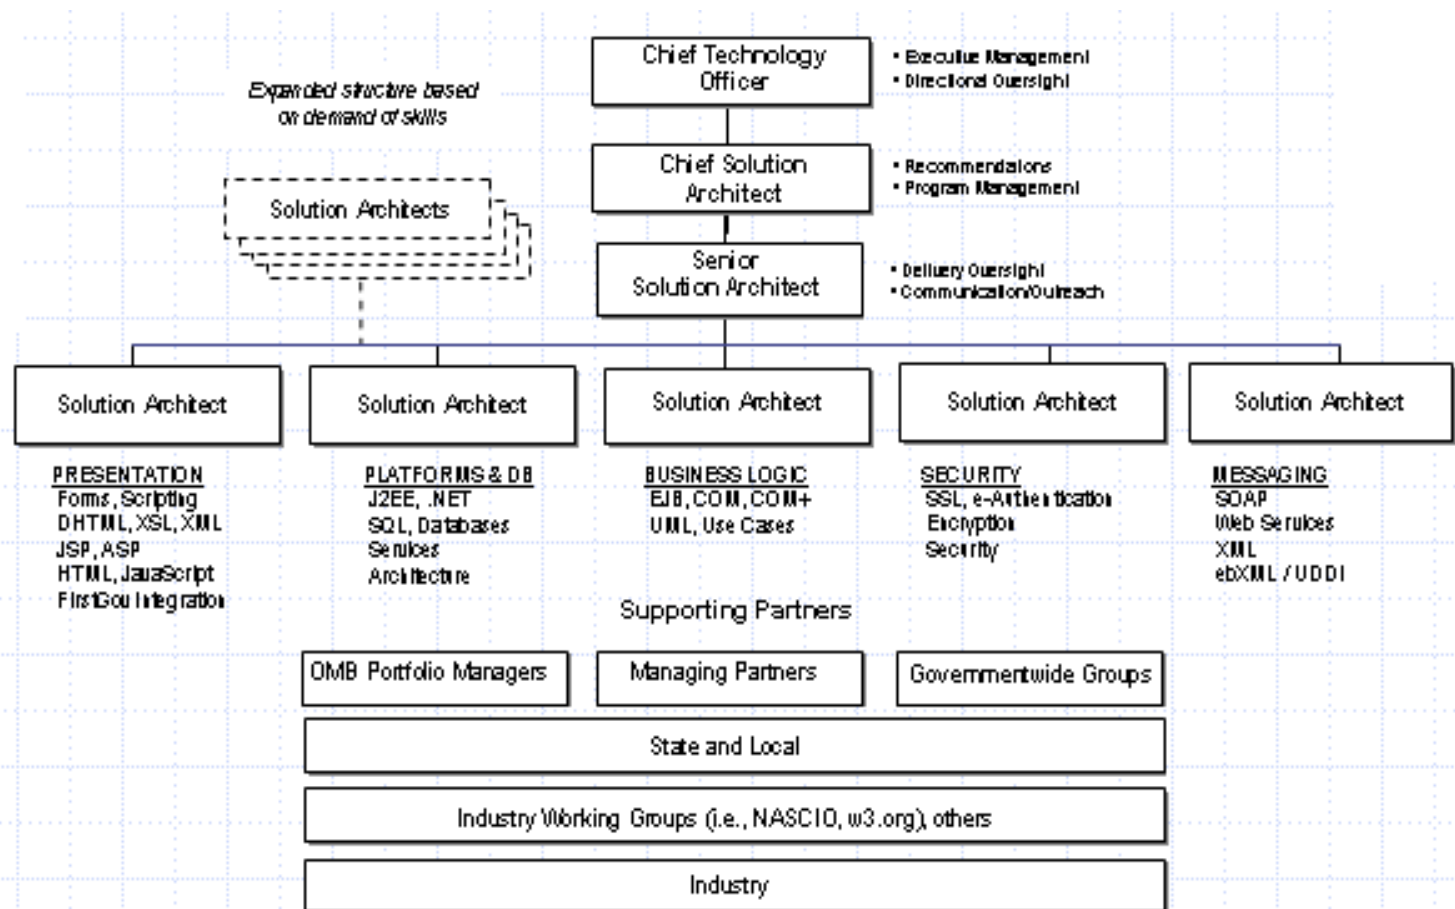 Chief Technology
Officer
• Executive Management
• Directional Oversight
Expanded structure based
on demand of skills
Chief Solution
Architect
• Recommendations
• Program Management
Solution Architects
Senior
Solution Architect
• Delivery Oversight
• Communication/Outreach
Solution Architect
Solution Architect
Solution Architect
Solution Architect
Solution Architect
PRESENTATION
Forms, Scripting
DHTML, XSL, XML
JSP, ASP
HTML, JavaScript
FirstGov Integration
PLATFORMS & DB
J2EE, .NET
SQL, Databases
Services
Architecture
BUSINESS LOGIC
EJB, COM, COM+
UML, Use Cases
SECURITY
SSL, e-Authentication
Encryption
Security
MESSAGING
SOAP
Web Services
XML
ebXML / UDDI
Supporting Partners
OMB Portfolio Managers
Managing Partners
Governmentwide Groups
State and Local
Industry Working Groups (i.e., NASCIO, w3.org), others
Industry